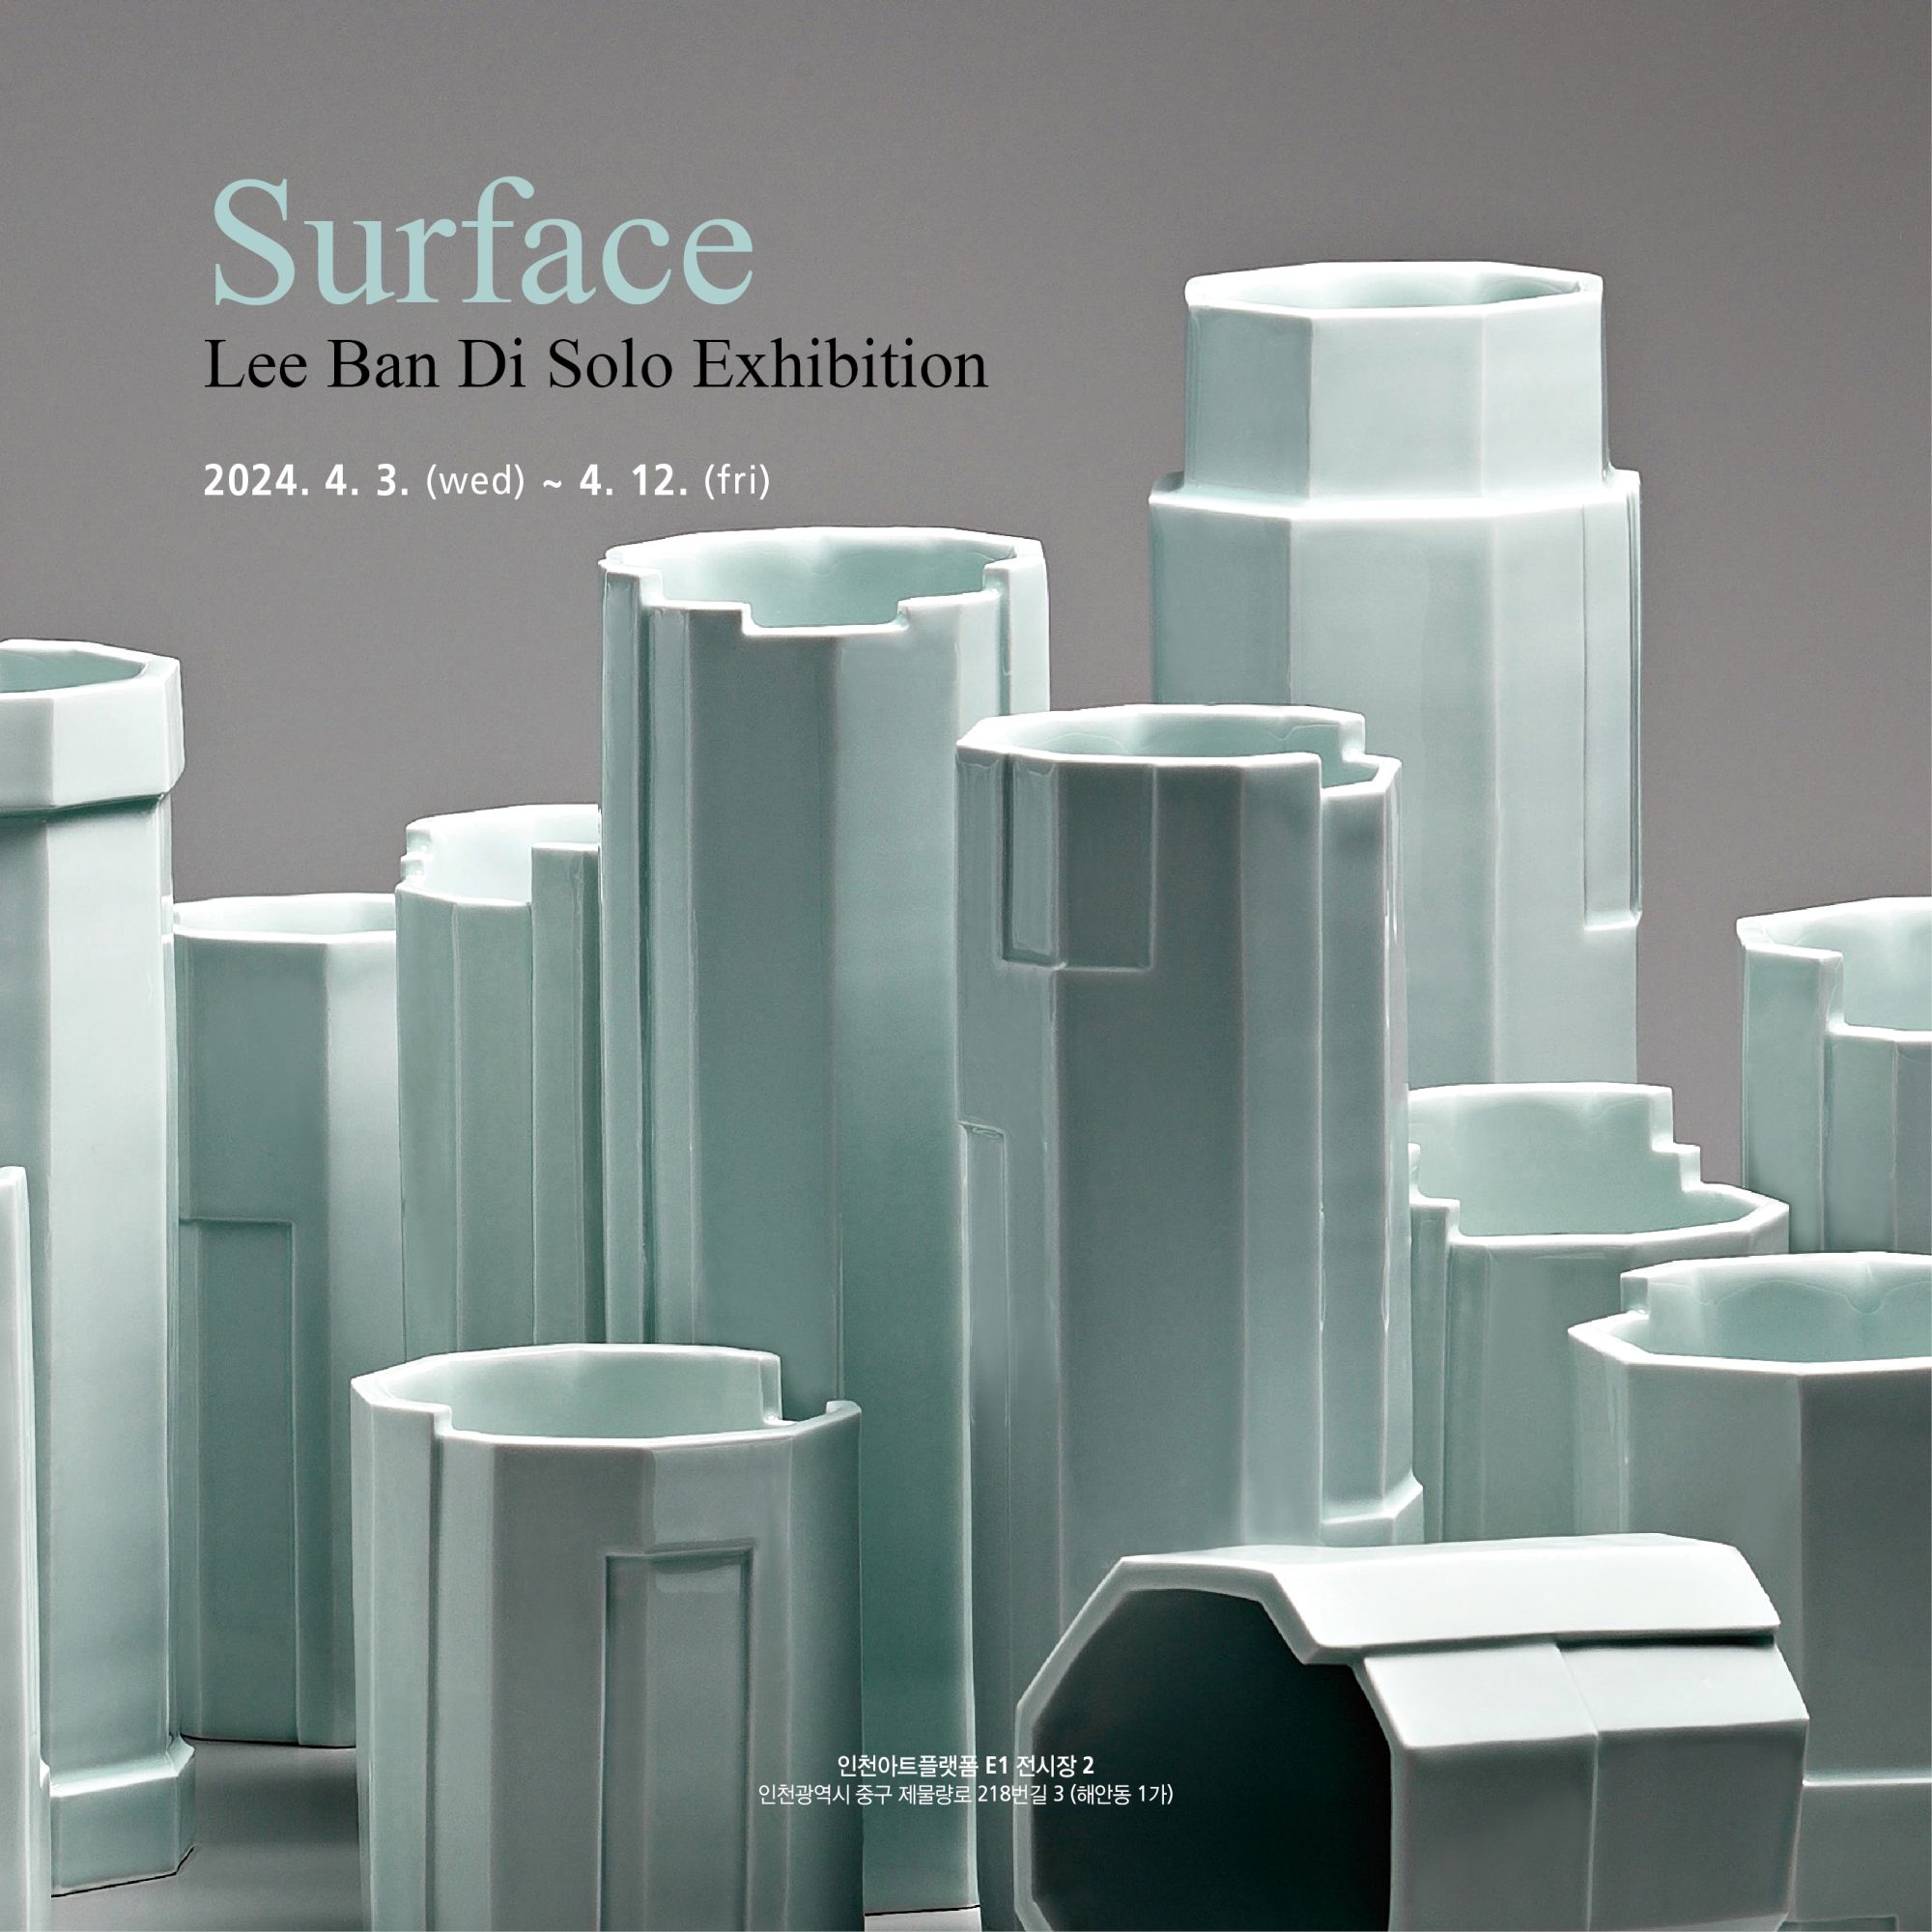 Surface
Lee Ban Di Solo Exhibition
2024. 4. 3. (wed) ~ 4. 12. (fri)
인천아트플랫폼 E1 전시장 2
인천광역시 중구 제물량로 218번길 3 (해안동 1가)